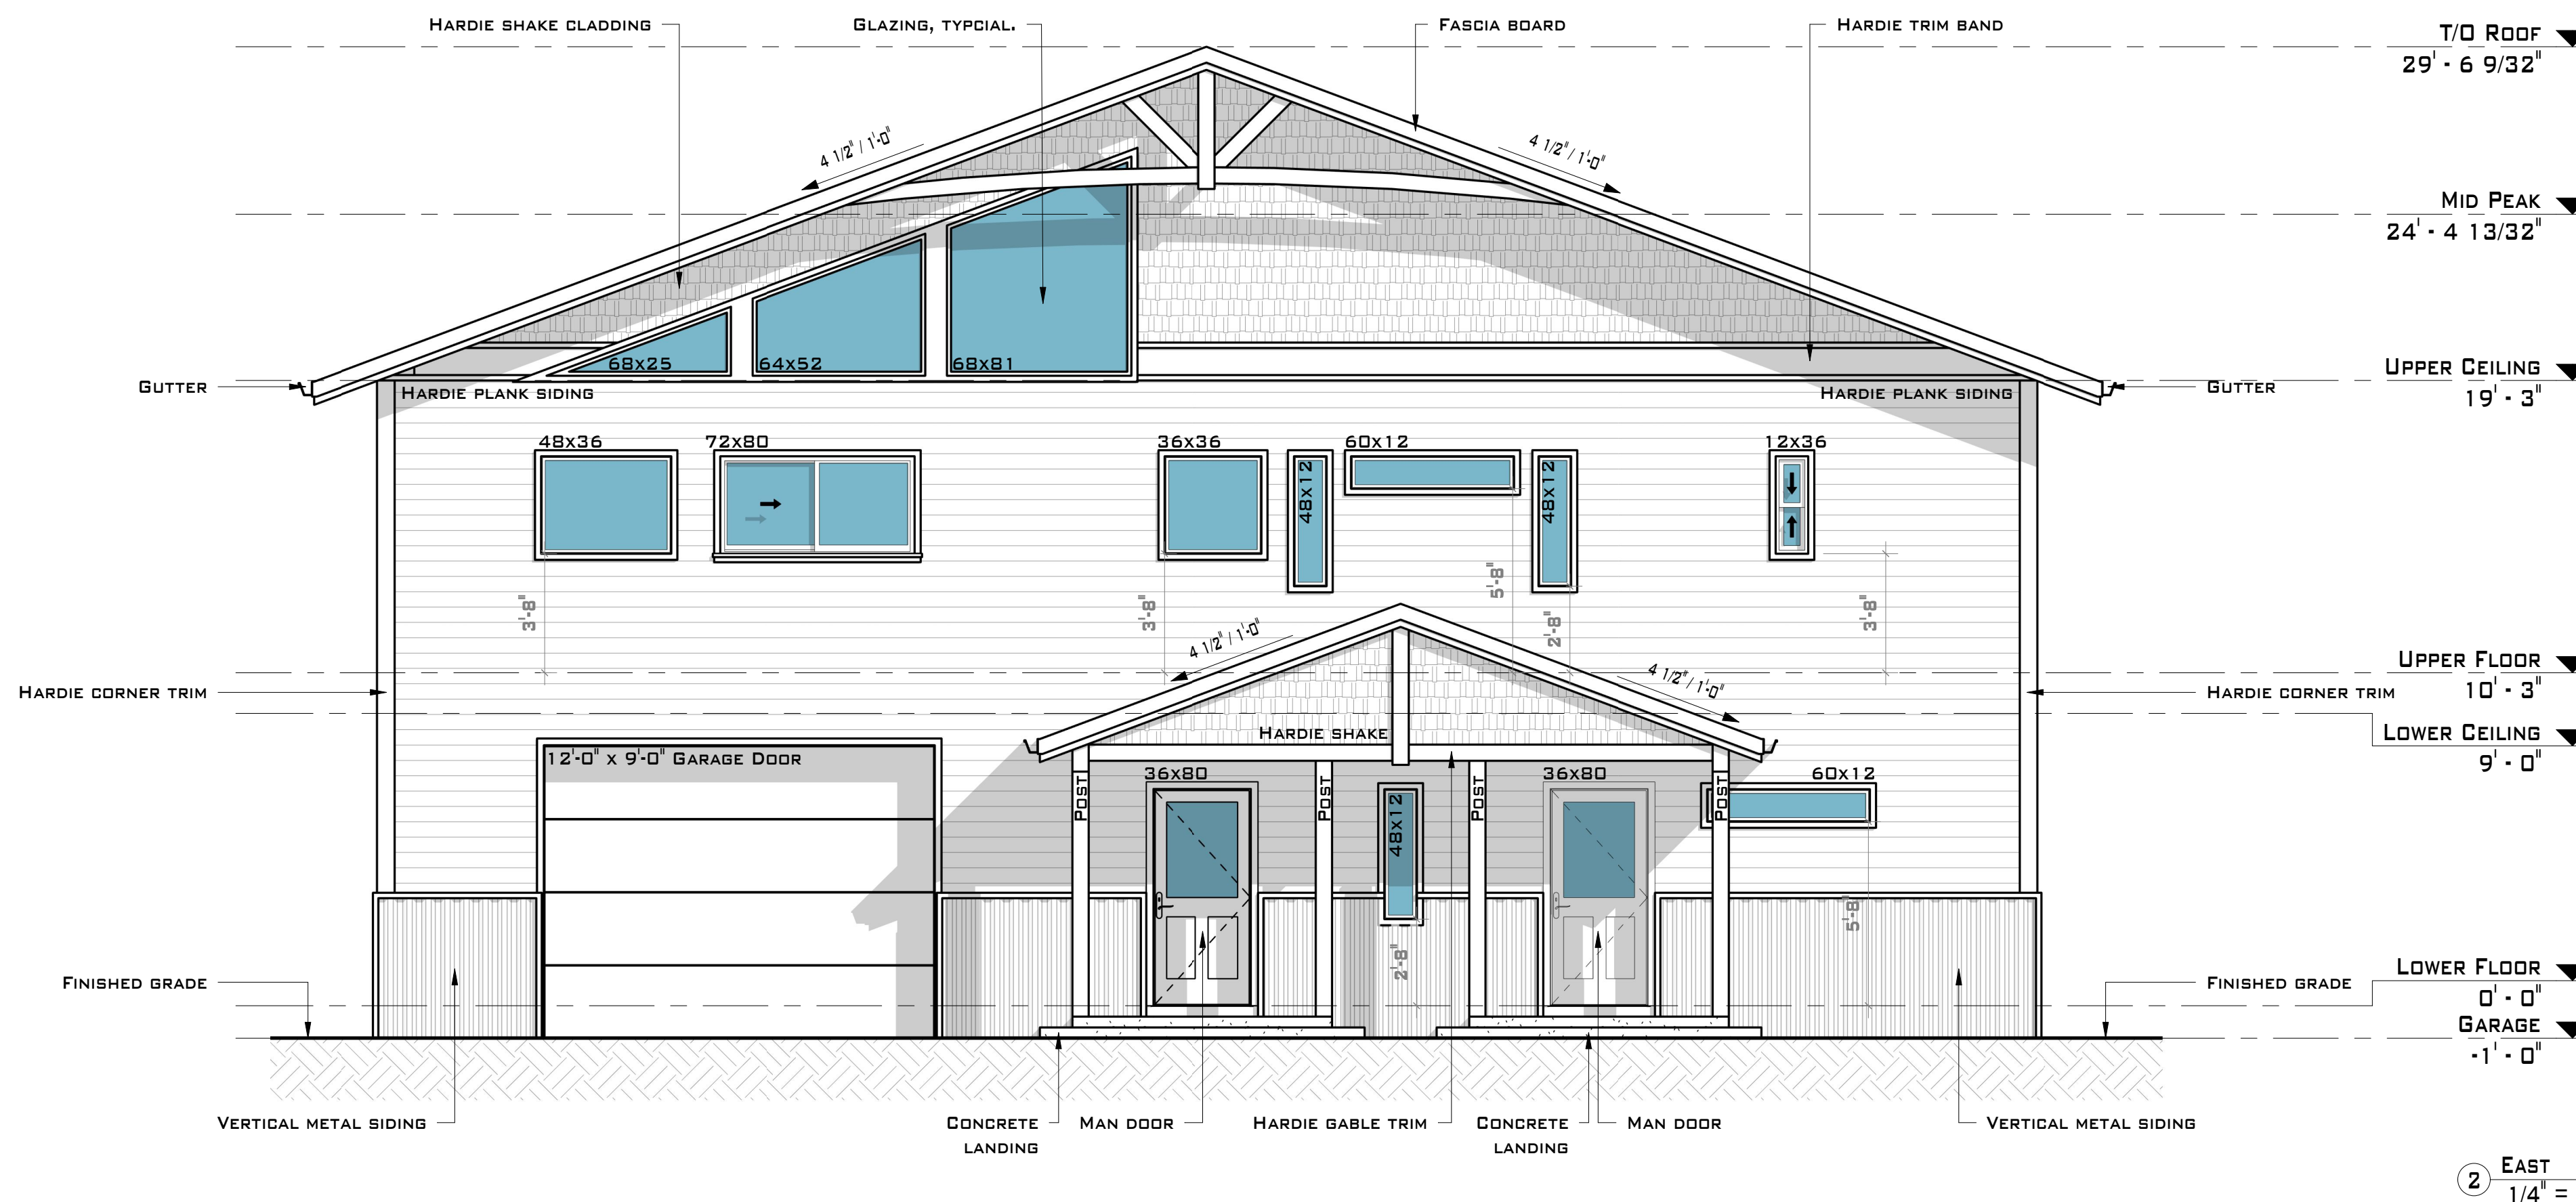 HARDIE SHAKE CLADDING
GLAZING, TYPCIAL.
FASCIA BOARD
HARDIE TRIM BAND
T/O ROOF
29' - 6 9/32"
4 1/2" / 1'-0"
4 1/2" / 1'-0"
MID PEAK
24' - 4 13/32"
68x25
64x52
68x81
UPPER CEILING
19' - 3"
GUTTER
HARDIE PLANK SIDING
HARDIE PLANK SIDING
GUTTER
48x36
72x80
36x36
60x12
12x36
48x12
48x12
3'-8"
3'-8"
5'-8"
2'-8"
3'-8"
4 1/2" / 1'-0"
4 1/2" / 1'-0"
UPPER FLOOR
10' - 3"
HARDIE CORNER TRIM
HARDIE CORNER TRIM
HARDIE SHAKE
LOWER CEILING
9' - 0"
12'-0" x 9'-0" GARAGE DOOR
36x80
36x80
60x12
POST
POST
POST
POST
48x12
2'-8"
5'-8"
FINISHED GRADE
FINISHED GRADE
LOWER FLOOR
0' - 0"
GARAGE
-1' - 0"
VERTICAL METAL SIDING
CONCRETE
LANDING
MAN DOOR
HARDIE GABLE TRIM
CONCRETE
LANDING
MAN DOOR
VERTICAL METAL SIDING
2
EAST
1/4" =